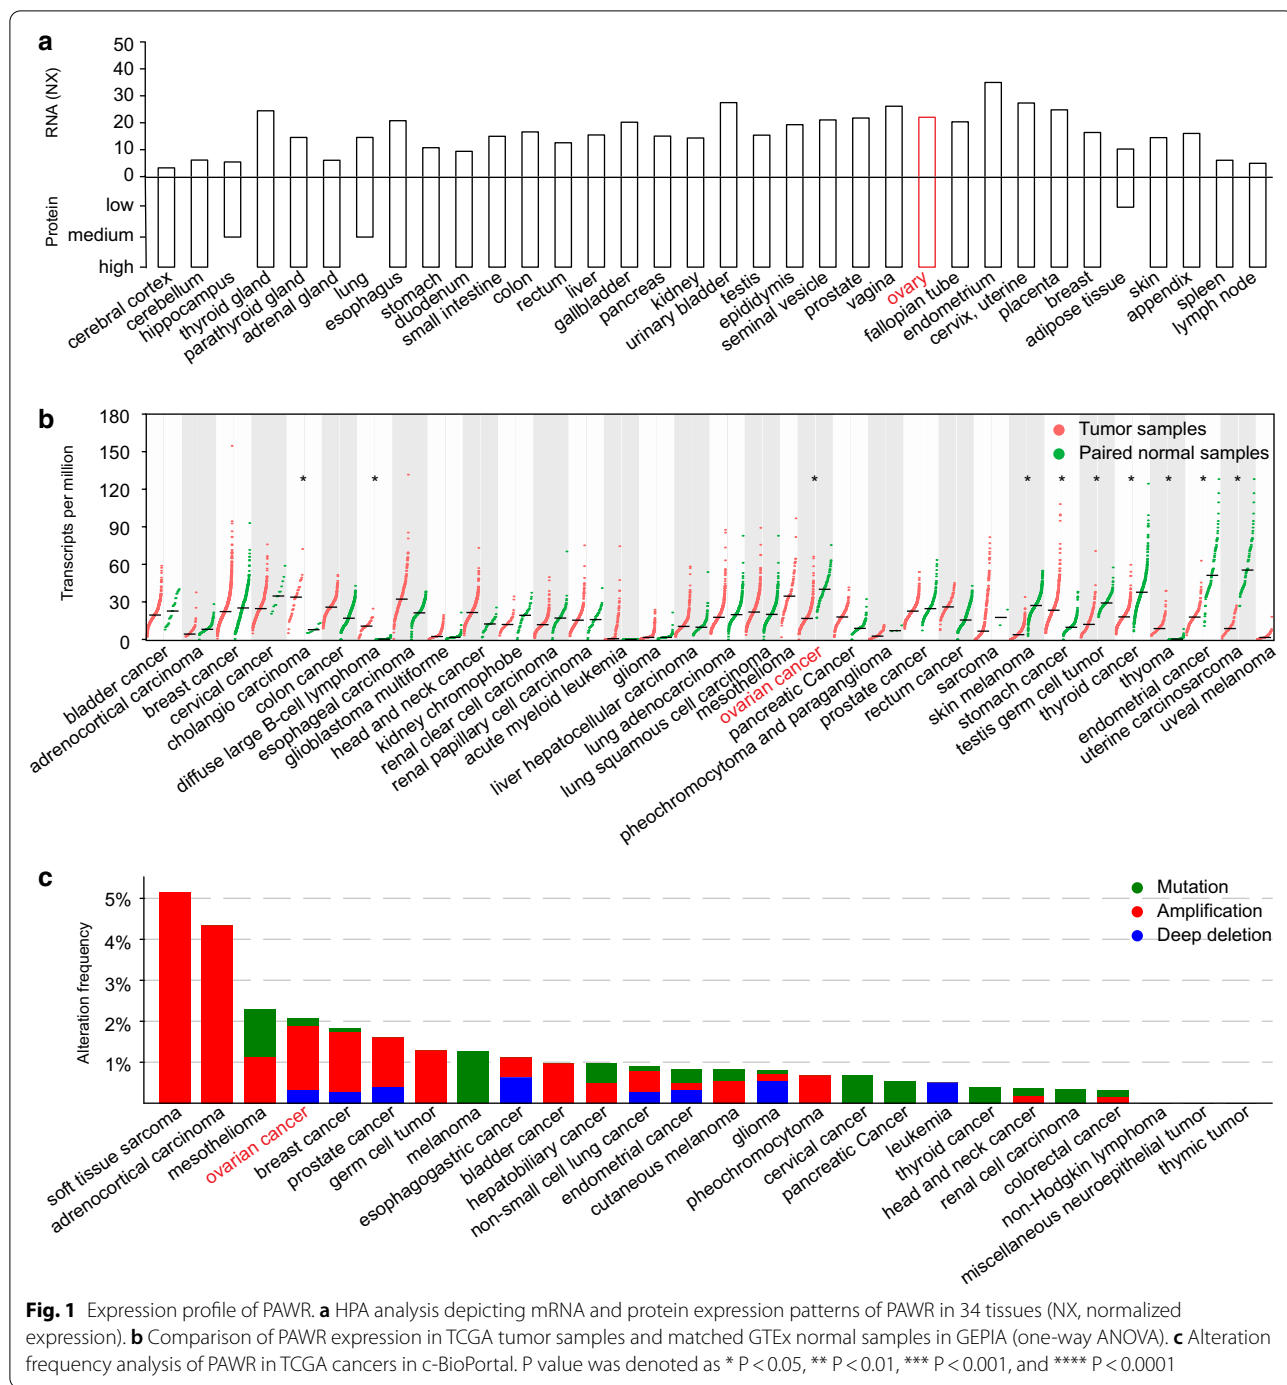 a
50
40
30
20
10
0
RNA (NX)
low
medium
high
Protein
cerebral cortex
cerebellum
hippocampus
thyroid gland
parathyroid gland
adrenal gland
lung
esophagus
stomach
duodenum
small intestine
colon
rectum
liver
gallbladder
pancreas
kidney
urinary bladder
testis
epididymis
seminal vesicle
prostate
vagina
ovary
fallopian tube
endometrium
cervix, uterine
placenta
breast
adipose tissue
skin
appendix
spleen
lymph node
b
180
150
120
90
60
30
0
Transcripts per million
Tumor samples
Paired normal samples
* * * * * * * * * *
bladder cancer
adrenocortical carcinoma
breast cancer
cervical cancer
cholangio carcinoma
colon cancer
diffuse large B-cell lymphoma
esophageal carcinoma
glioblastoma multiforme
head and neck cancer
kidney chromophobe
renal clear cell carcinoma
renal papillary cell carcinoma
acute myeloid leukemia
glioma
liver hepatocellular carcinoma
lung adenocarcinoma
lung squamous cell carcinoma
mesothelioma
ovarian cancer
pancreatic Cancer
pheochromocytoma and paraganglioma
prostate cancer
rectum cancer
sarcoma
skin melanoma
stomach cancer
testis germ cell tumor
thyroid cancer
thyoma
endometrial cancer
uterine carcinosarcoma
uveal melanoma
c
5%
4%
3%
2%
1%
Alteration frequency
Mutation
Amplification
Deep deletion
soft tissue sarcoma
adrenocortical carcinoma
mesothelioma
ovarian cancer
breast cancer
prostate cancer
germ cell tumor
melanoma
esophagogastric cancer
bladder cancer
hepatobiliary cancer
non-small cell lung cancer
endometrial cancer
cutaneous melanoma
glioma
pheochromocytoma
cervical cancer
pancreatic Cancer
leukemia
thyroid cancer
head and neck cancer
renal cell carcinoma
colorectal cancer
non-Hodgkin lymphoma
miscellaneous neuroepithelial tumor
thymic tumor
Fig. 1 Expression profile of PAWR. a HPA analysis depicting mRNA and protein expression patterns of PAWR in 34 tissues (NX, normalized
expression). b Comparison of PAWR expression in TCGA tumor samples and matched GTEx normal samples in GEPIA (one-way ANOVA). c Alteration
frequency analysis of PAWR in TCGA cancers in c-BioPortal. P value was denoted as * P < 0.05, ** P < 0.01, *** P < 0.001, and **** P < 0.0001